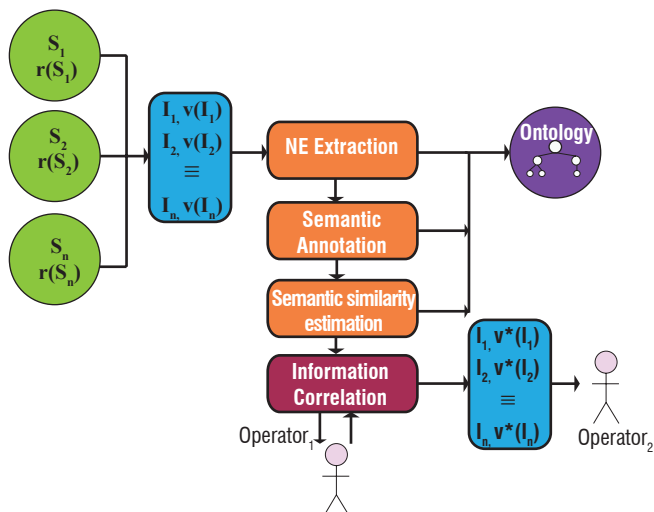 S₁
r(S₁)
S₂
r(S₂)
Sₙ
r(Sₙ)
I₁, v(I₁)
I₂, v(I₂)
≡
Iₙ, v(Iₙ)
NE Extraction
Ontology
Semantic
Annotation
Semantic similarity
estimation
Information
Correlation
I₁, v*(I₁)
I₂, v*(I₂)
≡
Iₙ, v*(Iₙ)
Operator₁
Operator₂